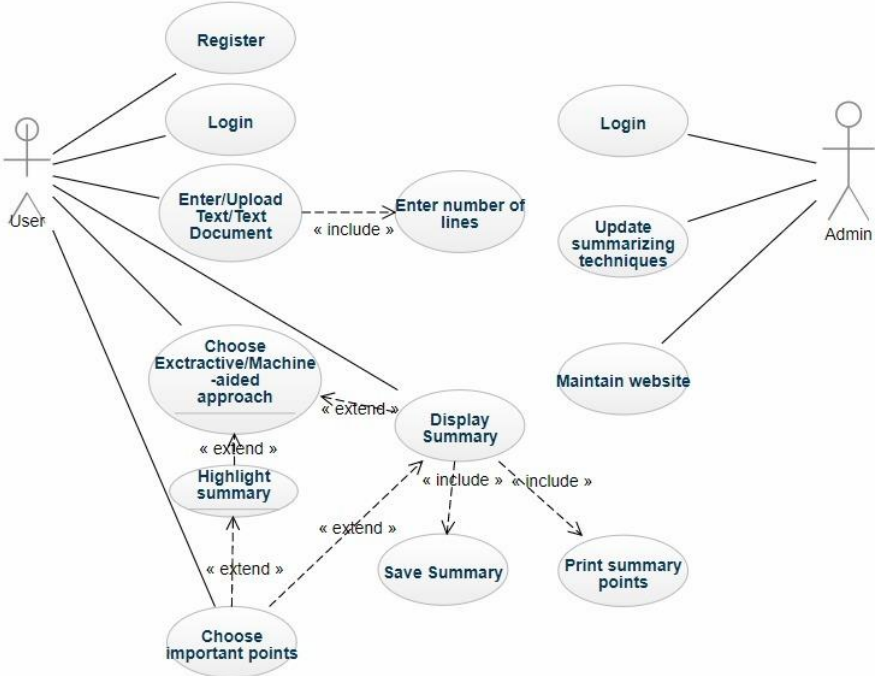 Register
Login
Enter/Upload
Text/Text
Document
« include »
Enter number of
lines
User
Login
Update
summarizing
techniques
Admin
Choose
Exctractive/Machine
-aided
approach
« extend »
Display
Summary
Maintain website
« extend »
Highlight
summary
« include »
« include »
« extend »
« extend »
Save Summary
Print summary
points
Choose
important points